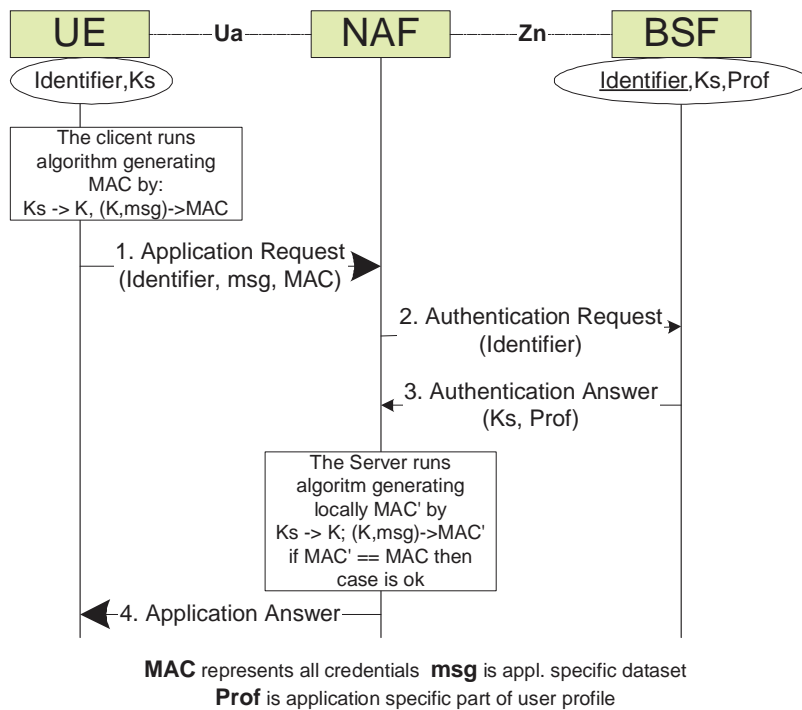 UE
Ua
NAF
Zn
BSF
Identifier,Ks
Identifier,Ks,Prof
The clicent runs
algorithm generating
MAC by:
Ks -> K, (K,msg)->MAC
1. Application Request
(Identifier, msg, MAC)
2. Authentication Request
(Identifier)
3. Authentication Answer
(Ks, Prof)
The Server runs
algoritm generating
locally MAC' by
Ks -> K; (K,msg)->MAC'
if MAC' == MAC then
case is ok
4. Application Answer
MAC represents all credentials msg is appl. specific dataset
Prof is application specific part of user profile